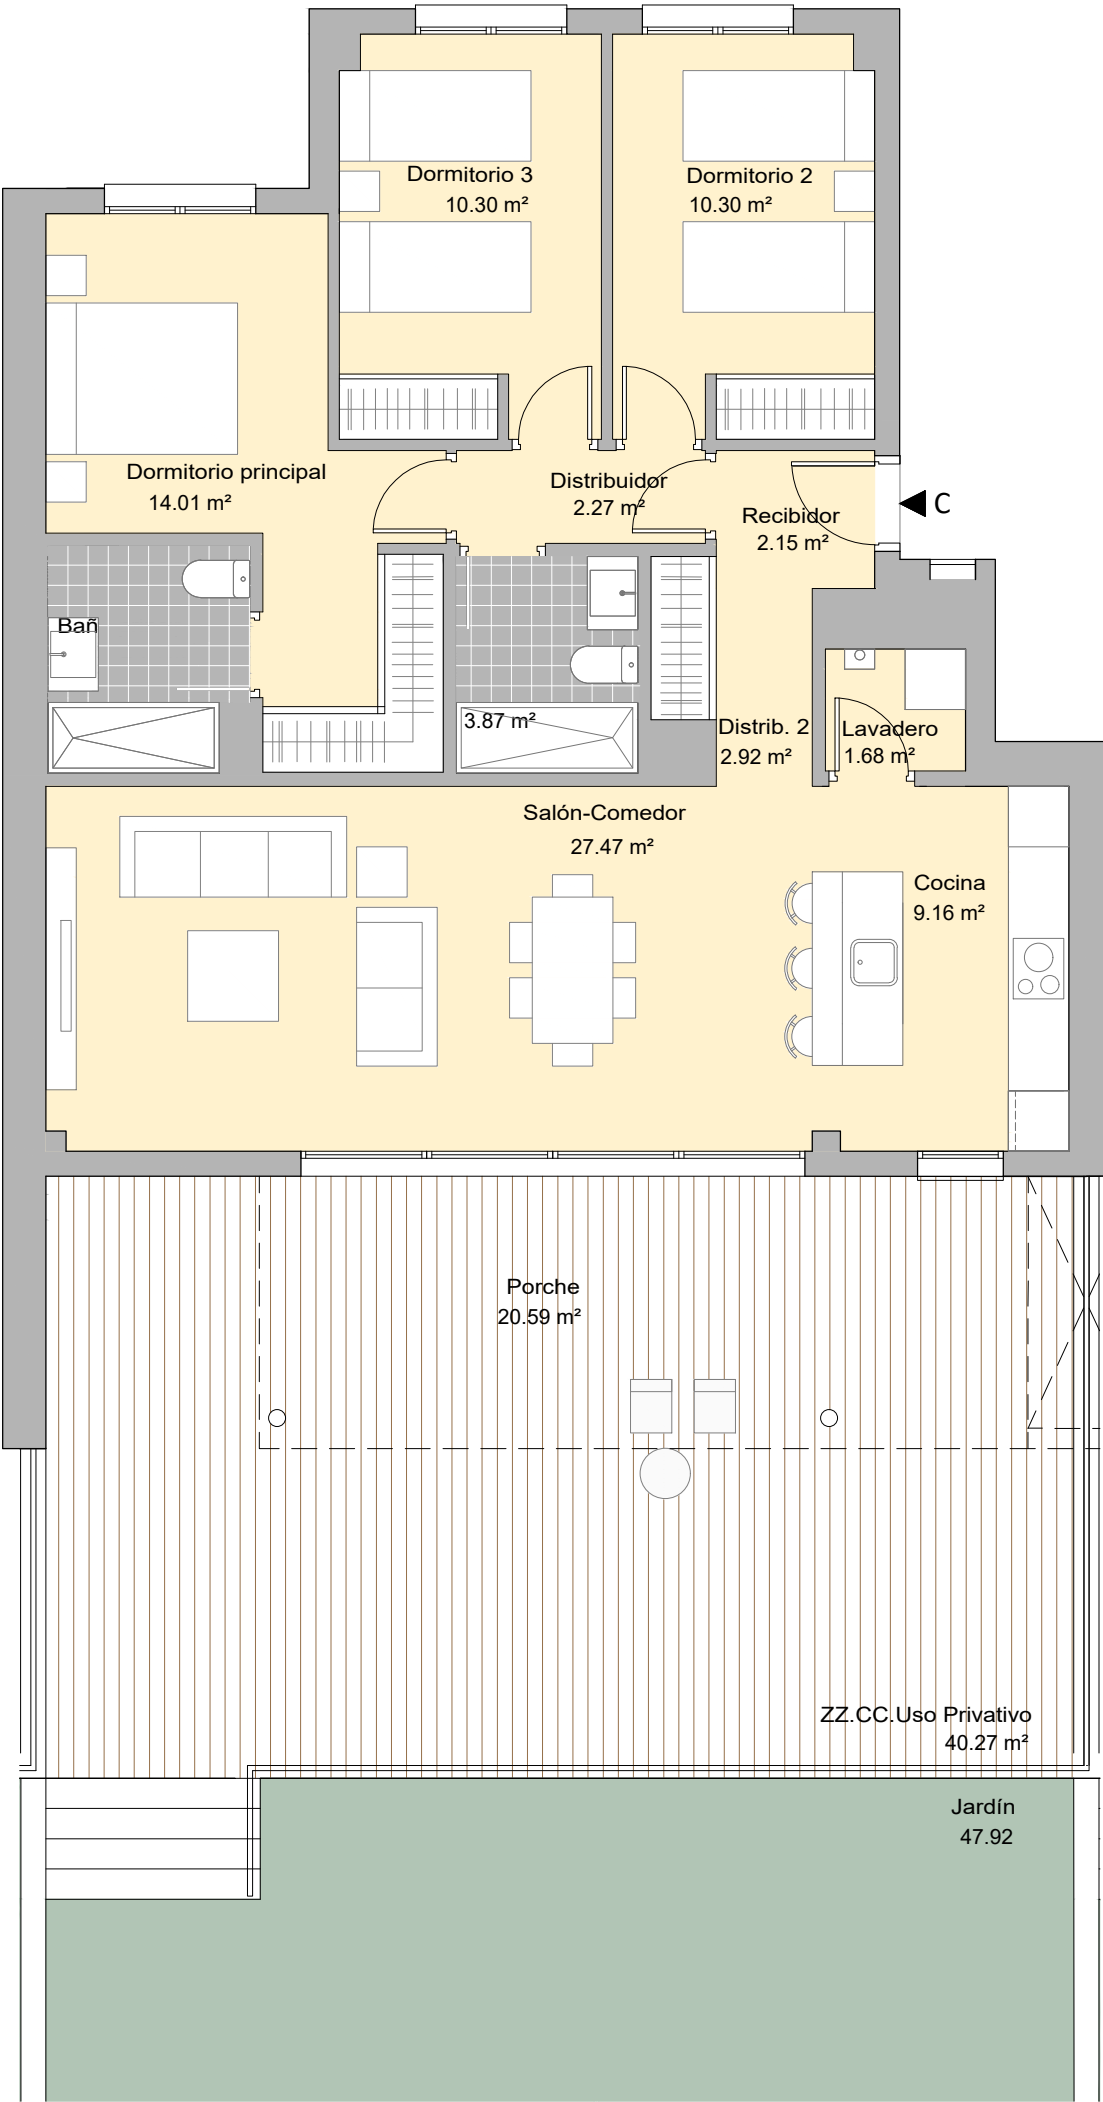 Dormitorio 3
10.30 m²
Dormitorio 2
10.30 m²
Dormitorio principal
14.01 m²
Distribuidor
2.27 m²
Recibidor
2.15 m²
C
Bañ
3.87 m²
Distrib. 2
2.92 m²
Lavadero
1.68 m²
Salón-Comedor
27.47 m²
Cocina
9.16 m²
Porche
20.59 m²
ZZ.CC.Uso Privativo
40.27 m²
Jardín
47.92